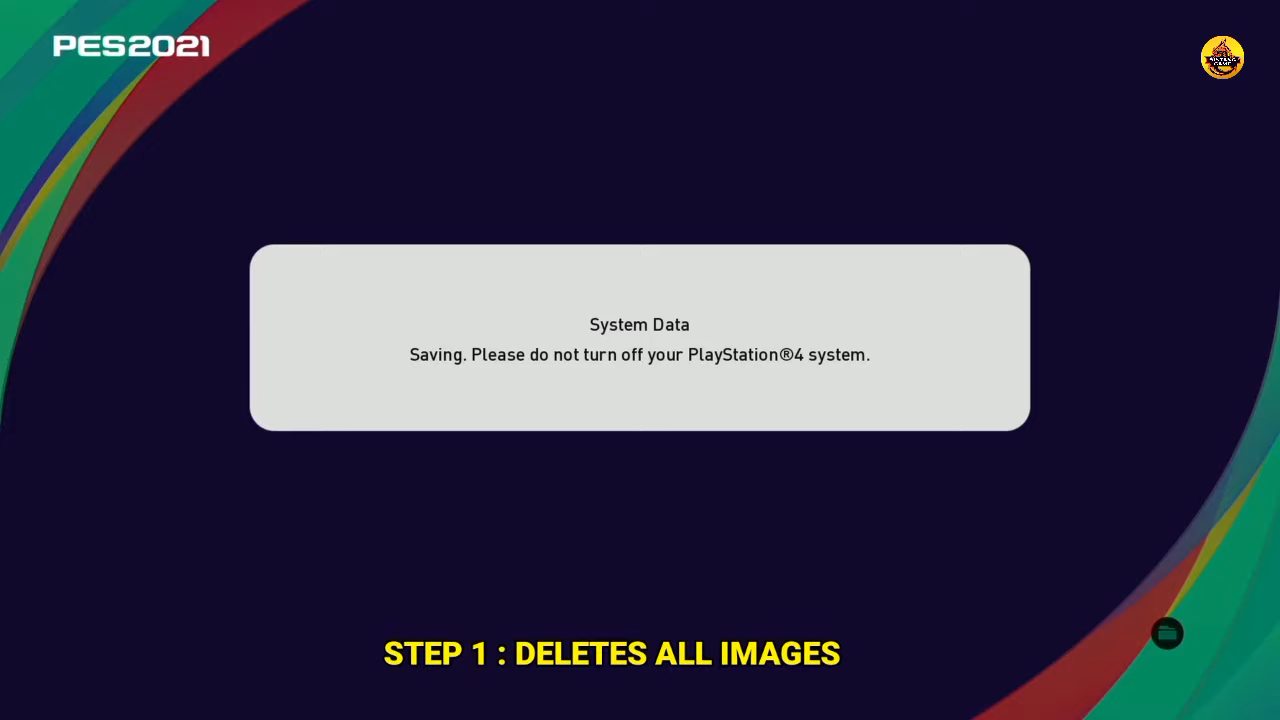 PES2021
System Data
Saving. Please do not turn off your PlayStation®4 system.
STEP 1 : DELETES ALL IMAGES